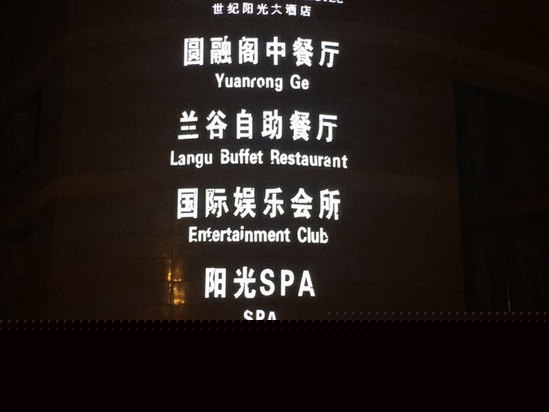 世纪阳光大酒店
圆融阁中餐厅
Yuanrong Ge
兰谷自助餐厅
Langu Buffet Restaurant
国际娱乐会所
Entertainment Club
阳光SPA
SPA